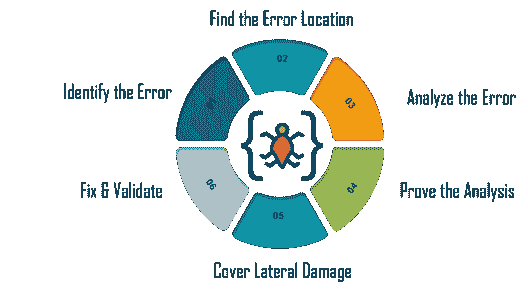 Find the Error Location
02
Identify the Error
01
03
Analyze the Error
{ }
Fix & Validate
06
04
Prove the Analysis
05
Cover Lateral Damage